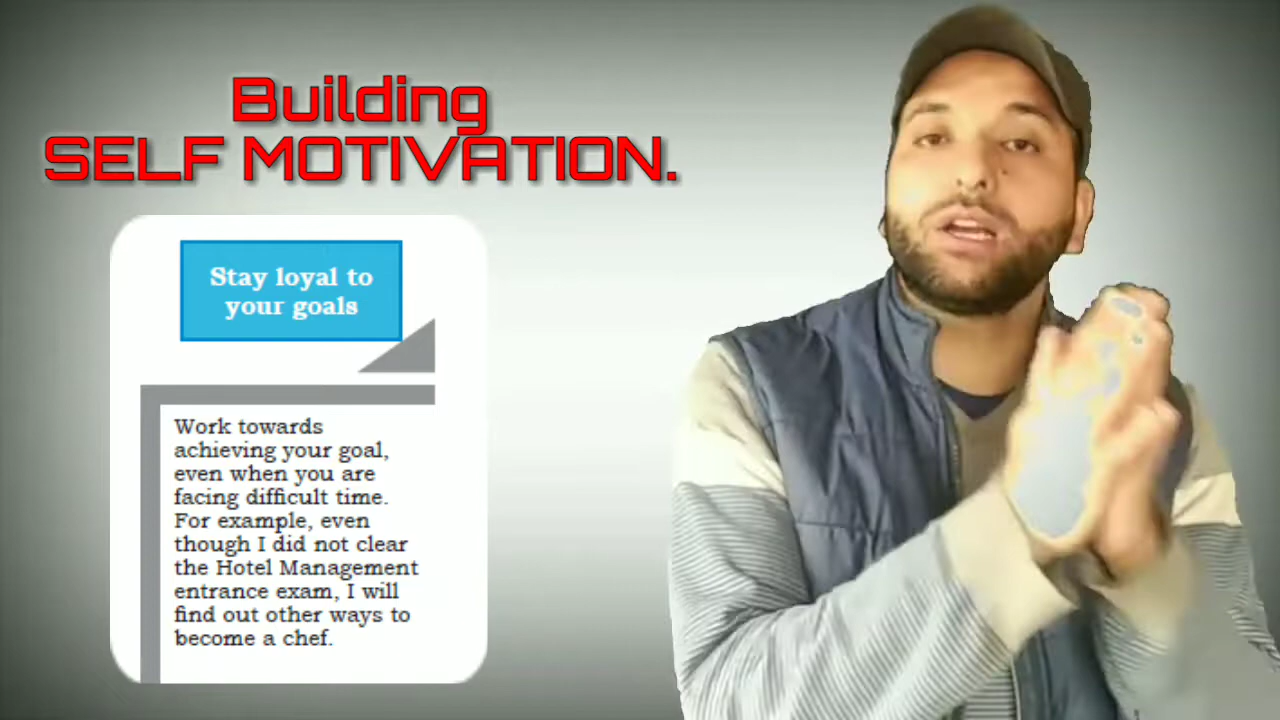 Building
SELF MOTIVATION.
Stay loyal to
your goals
Work towards
achieving your goal,
even when you are
facing difficult time.
For example, even
though I did not clear
the Hotel Management
entrance exam, I will
find out other ways to
become a chef.